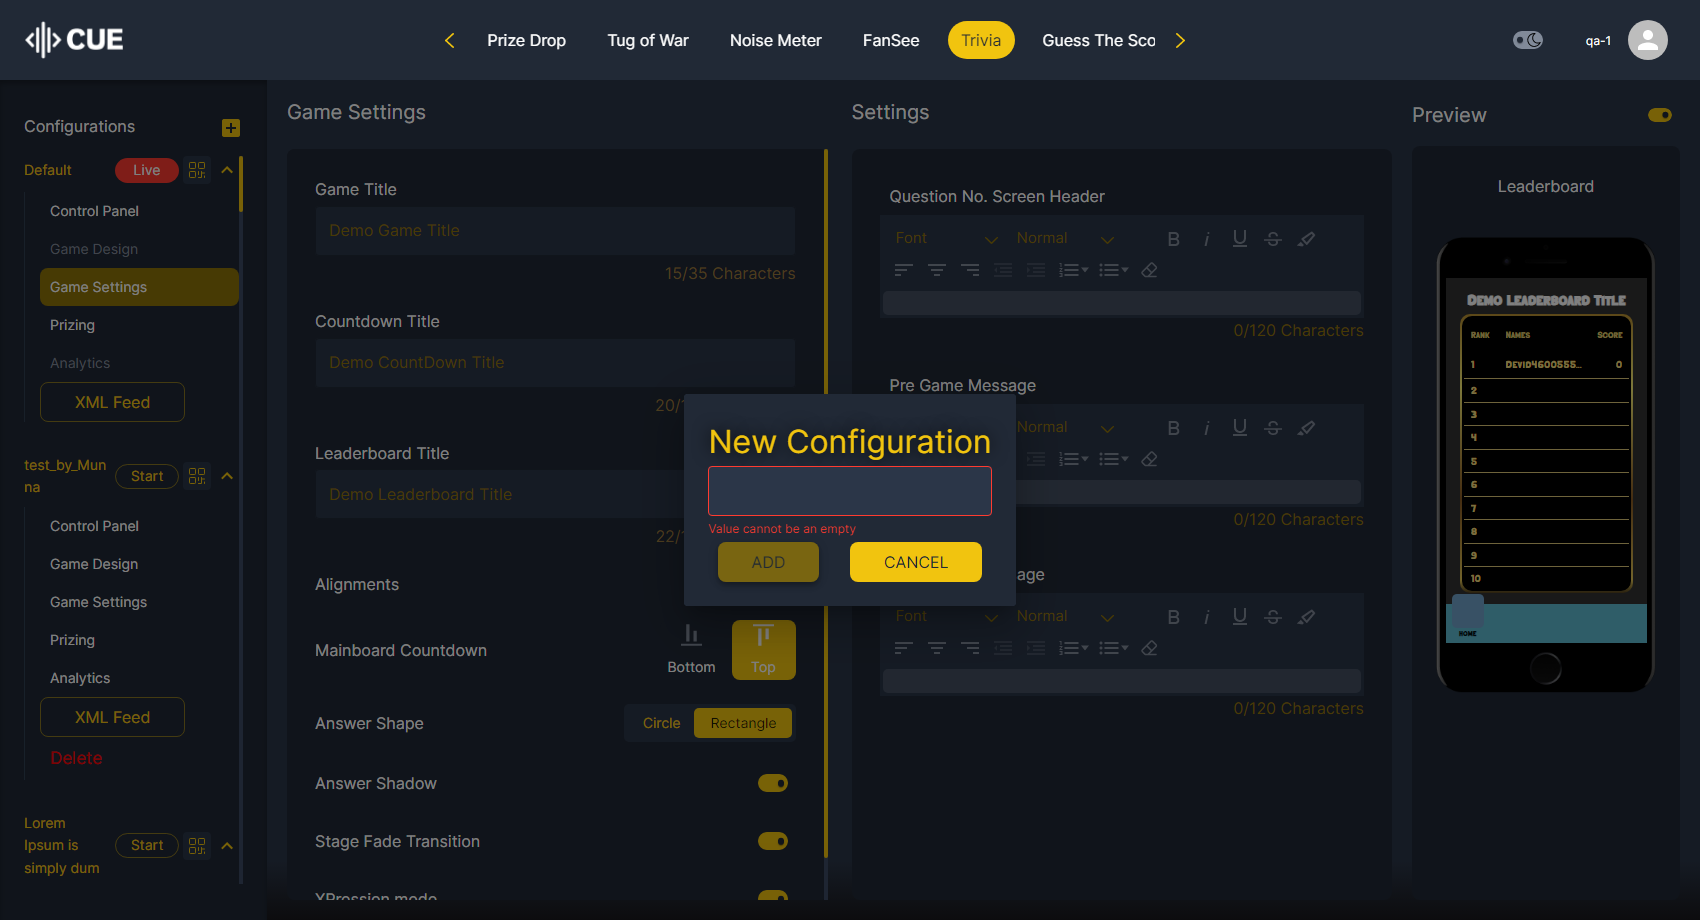 CUE
Prize Drop
Tug of War
Noise Meter
FanSee
Trivia
Guess The Sco
qa-1
Configurations
Default
Live
Control Panel
Game Design
Game Settings
Prizing
Analytics
XML Feed
test_by_Mun
na
Start
Control Panel
Game Design
Game Settings
Prizing
Analytics
XML Feed
Delete
Lorem
Ipsum is
simply dum
Start
Game Settings
Game Title
Demo Game Title
15/35 Characters
Countdown Title
Demo CountDown Title
20/
Leaderboard Title
Demo Leaderboard Title
22/
Alignments
Mainboard Countdown
Bottom
Top
Answer Shape
Circle
Rectangle
Answer Shadow
Stage Fade Transition
XPression mode
New Configuration
Value cannot be an empty
ADD
CANCEL
Settings
Question No. Screen Header
Font
Normal
0/120 Characters
Pre Game Message
Normal
0/120 Characters
age
Font
Normal
0/120 Characters
Preview
Leaderboard
Demo Leaderboard Title
Rank Names Score
1 devid4600555... 0
2
3
4
5
6
7
8
9
10
HOME